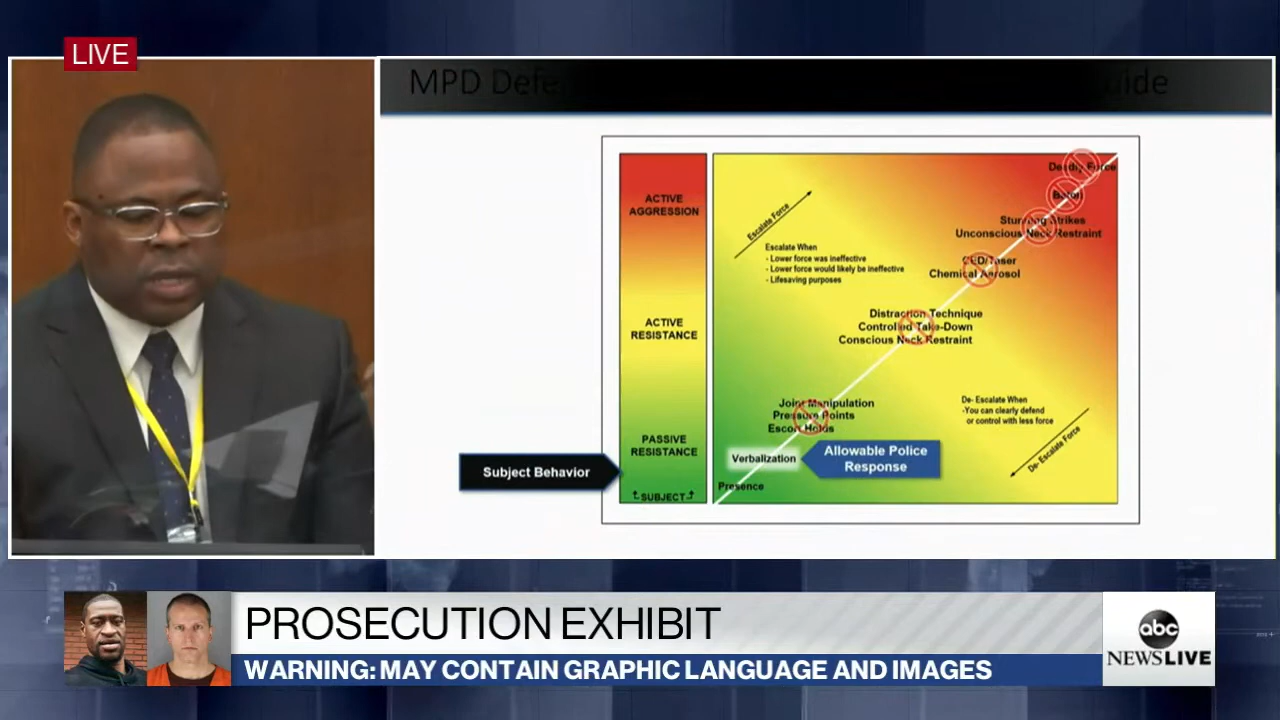 LIVE
MPD Defe
uide
ACTIVE
AGGRESSION
ACTIVE
RESISTANCE
PASSIVE
RESISTANCE
SUBJECT
Subject Behavior
Escalate Force
Escalate When
- Lower force was ineffective
- Lower force would likely be ineffective
- Lifesaving purposes
Deadly Force
Baton
Stunning Strikes
Unconscious Neck Restraint
CED/Taser
Chemical Aerosol
Distraction Technique
Controlled Take-Down
Conscious Neck Restraint
Joint Manipulation
Pressure Points
Escort Holds
De- Escalate When
-You can clearly defend
or control with less force
De- Escalate Force
Verbalization
Allowable Police
Response
Presence
PROSECUTION EXHIBIT
WARNING: MAY CONTAIN GRAPHIC LANGUAGE AND IMAGES
abc
NEWSLIVE